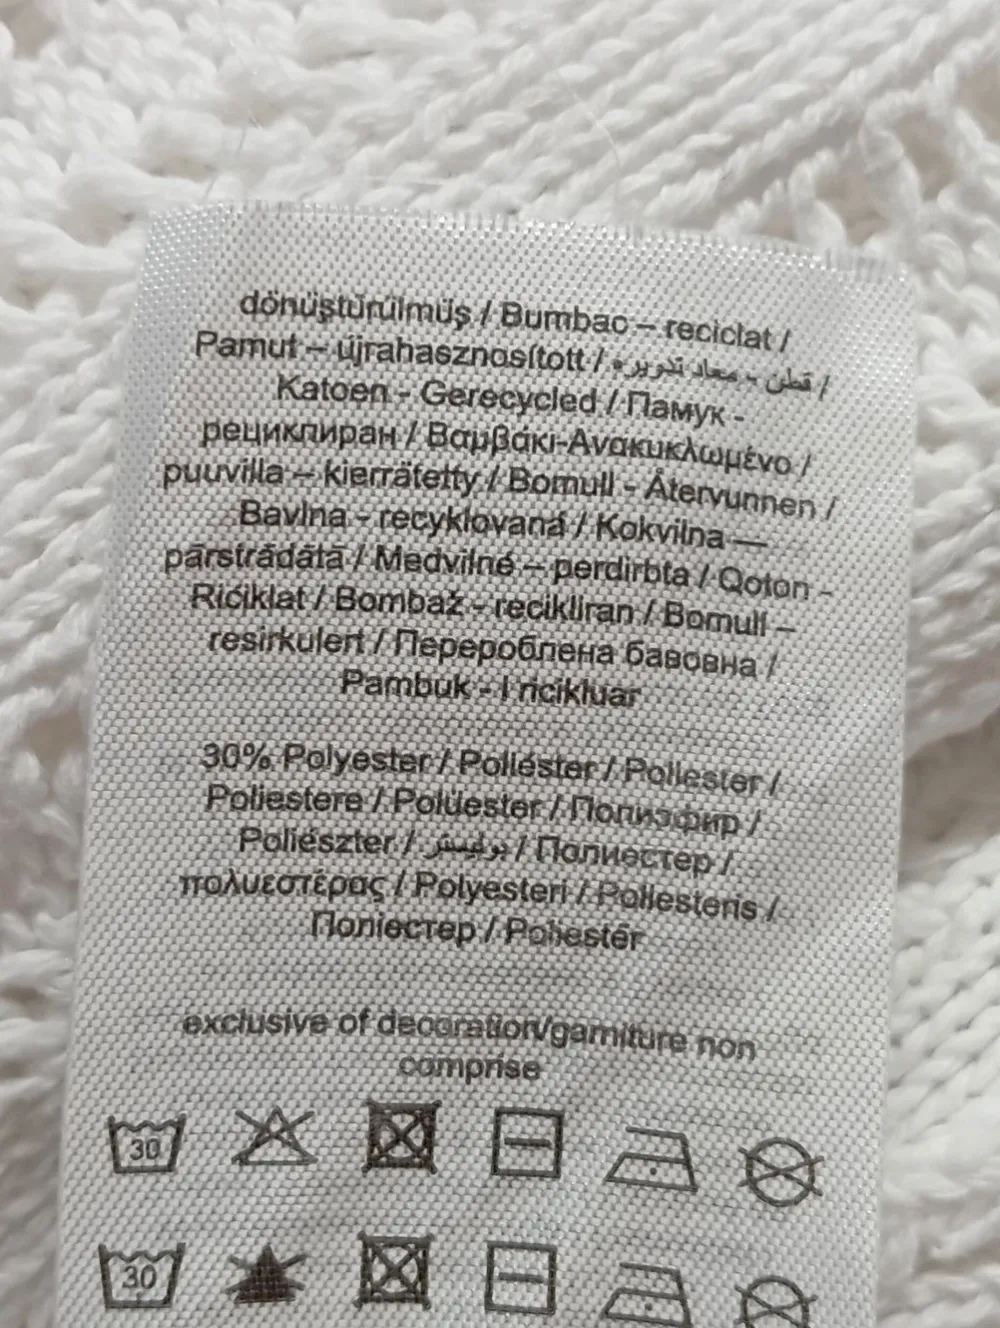 dönüştürülmüş / Bumbac – reciclat /
Pamut – újrahasznosított / قطن - معاد تدويره /
Katoen - Gerecycled / Памук -
рециклиран / Βαμβάκι-Ανακυκλωμένο /
puuvilla – kierrätetty / Bomull - Återvunnen /
Bavlna - recyklovaná / Kokvilna —
pārstrādātā / Medvilnė – perdirbta / Qoton -
Riċiklat / Bombaž - recikliran / Bomull –
resirkulert / Перероблена бавовна /
Pambuk - I ricikluar
30% Polyester / Poliéster / Poliester /
Poliestere / Polüester / Полиэфир /
Poliészter / بوليستر / Полиестер /
πολυεστέρας / Polyesteri / Poliesteris /
Поліестер / Poliestër
exclusive of decoration/garniture non
comprise
30
30